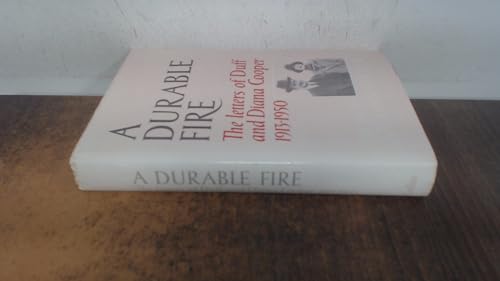 A
DURABLE
FIRE
The letters of Duff
and Diana Cooper
1913-1950
A DURABLE FIRE